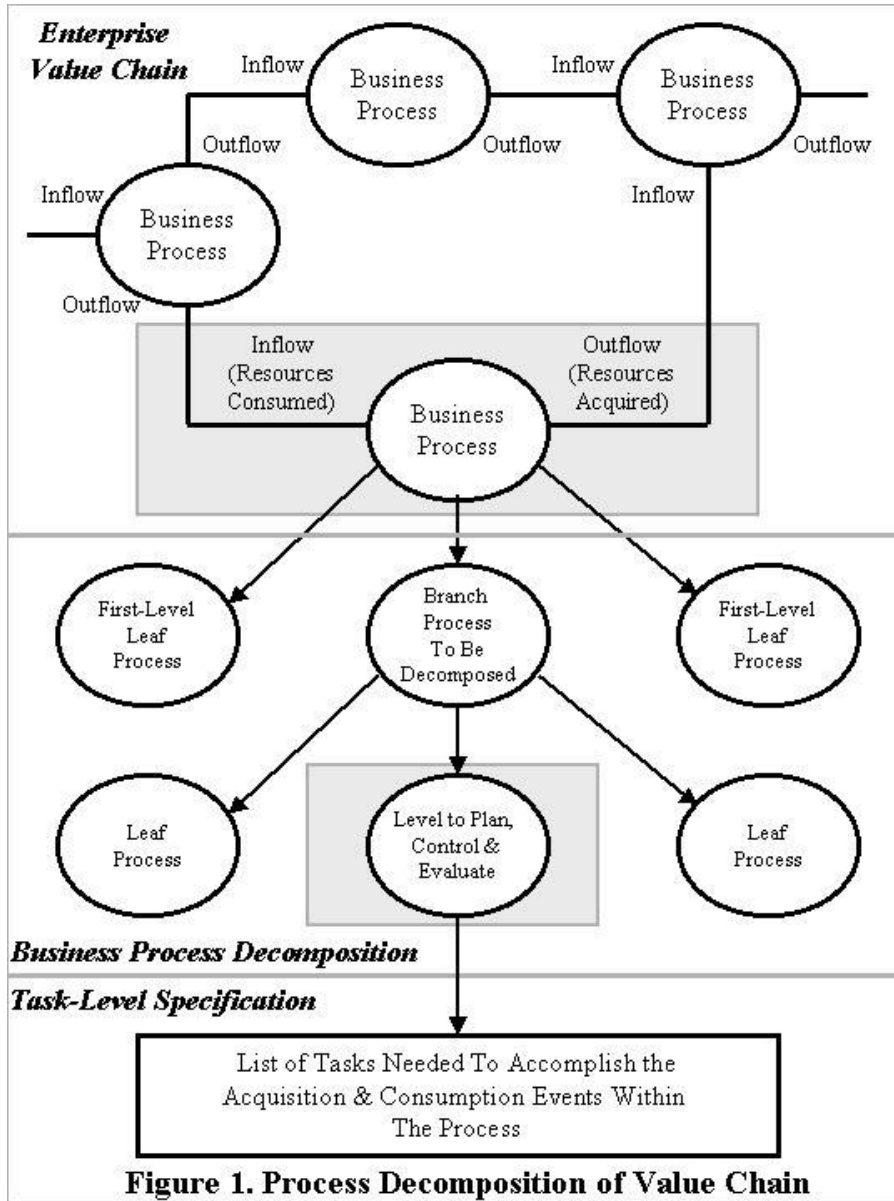 Enterprise
Value Chain
Inflow
Business
Process
Inflow
Business
Process
Outflow
Outflow
Outflow
Inflow
Business
Process
Inflow
Outflow
Inflow
(Resources
Consumed)
Outflow
(Resources
Acquired)
Business
Process
First-Level
Leaf
Process
Branch
Process
To Be
Decomposed
First-Level
Leaf
Process
Leaf
Process
Level to Plan,
Control &
Evaluate
Leaf
Process
Business Process Decomposition
Task-Level Specification
List of Tasks Needed To Accomplish the
Acquisition & Consumption Events Within
The Process
Figure 1. Process Decomposition of Value Chain